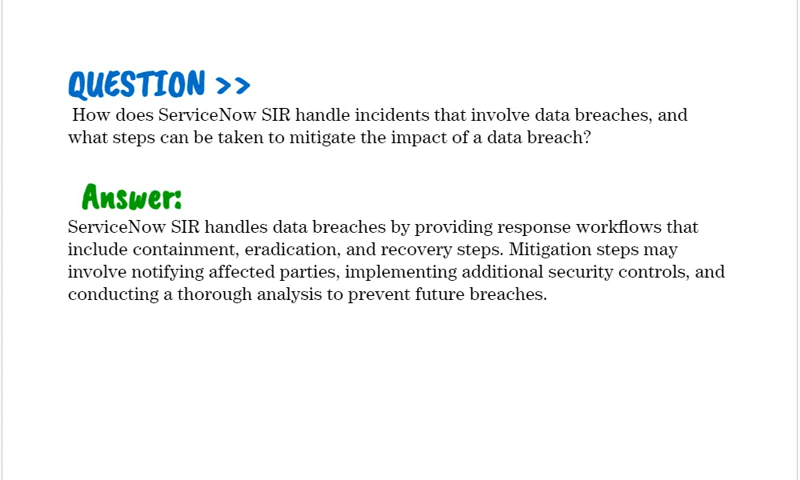 QUESTION >>
How does ServiceNow SIR handle incidents that involve data breaches, and
what steps can be taken to mitigate the impact of a data breach?
Answer:
ServiceNow SIR handles data breaches by providing response workflows that
include containment, eradication, and recovery steps. Mitigation steps may
involve notifying affected parties, implementing additional security controls, and
conducting a thorough analysis to prevent future breaches.